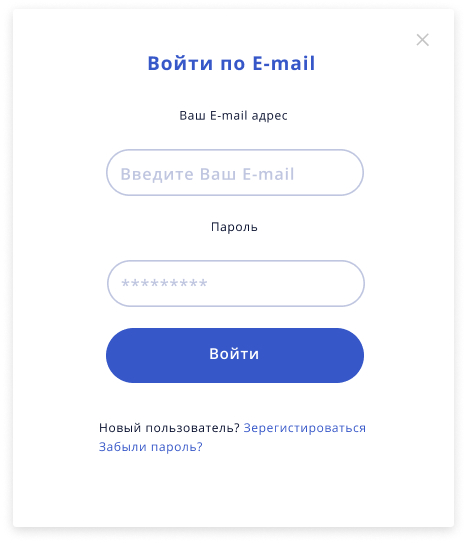 Войти по E-mail
Ваш E-mail адрес
Введите Ваш E-mail
Пароль
*********
Войти
Новый пользователь? Зерегистироваться
Забыли пароль?